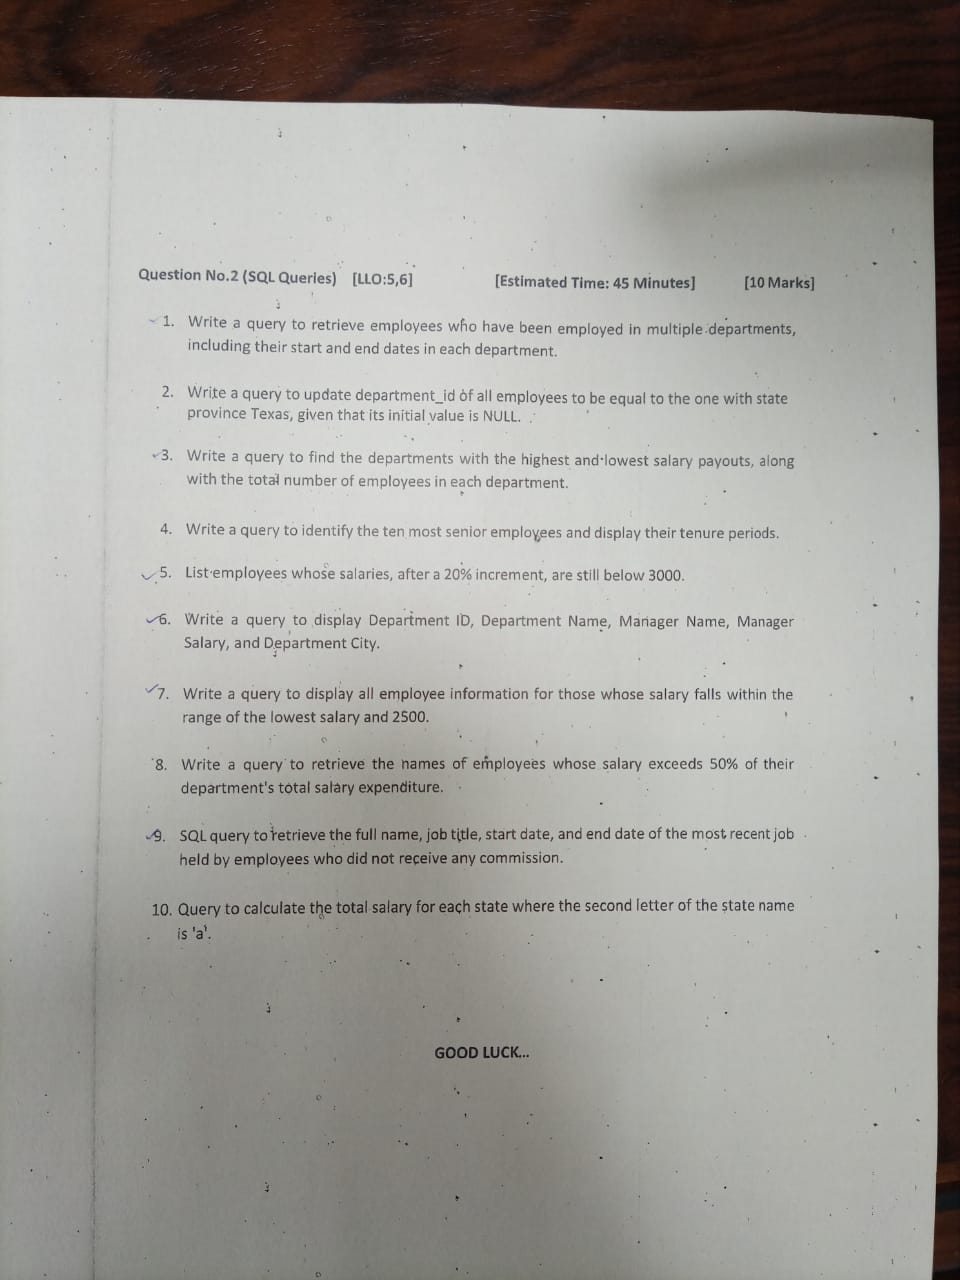 Question No.2 (SQL Queries) [LLO:5,6] [Estimated Time: 45 Minutes] [10 Marks]
1. Write a query to retrieve employees who have been employed in multiple departments,
including their start and end dates in each department.
2. Write a query to update department_id of all employees to be equal to the one with state
province Texas, given that its initial value is NULL.
3. Write a query to find the departments with the highest and lowest salary payouts, along
with the total number of employees in each department.
4. Write a query to identify the ten most senior employees and display their tenure periods.
5. List employees whose salaries, after a 20% increment, are still below 3000.
6. Write a query to display Department ID, Department Name, Manager Name, Manager
Salary, and Department City.
7. Write a query to display all employee information for those whose salary falls within the
range of the lowest salary and 2500.
8. Write a query to retrieve the names of employees whose salary exceeds 50% of their
department's total salary expenditure.
9. SQL query to retrieve the full name, job title, start date, and end date of the most recent job
held by employees who did not receive any commission.
10. Query to calculate the total salary for each state where the second letter of the state name
is 'a'.
GOOD LUCK...